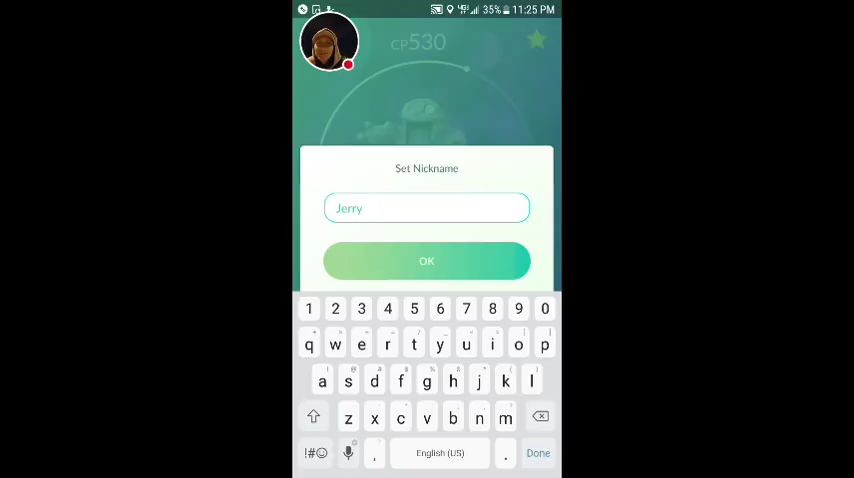 35% 11:25 PM
CP530
Set Nickname
Jerry
OK
1 2 3 4 5 6 7 8 9 0
q w e r t y u i o p
a s d f g h j k l
z x c v b n m
!#☺ , English (US) . Done